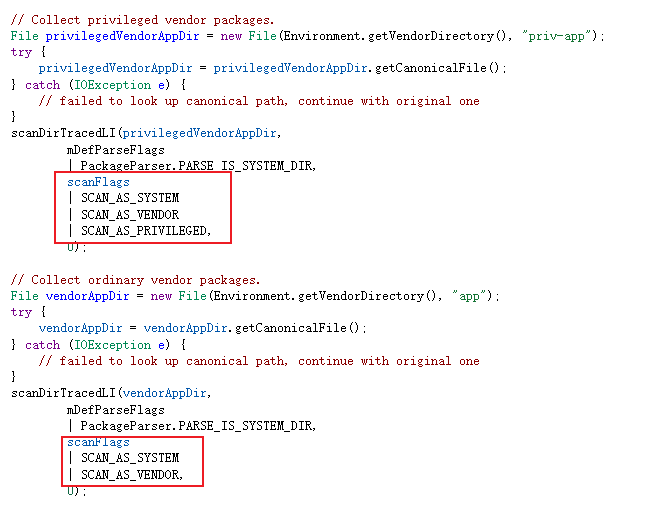 // Collect privileged vendor packages.
File privilegedVendorAppDir = new File(Environment.getVendorDirectory(), "priv-app");
try {
    privilegedVendorAppDir = privilegedVendorAppDir.getCanonicalFile();
} catch (IOException e) {
    // failed to look up canonical path, continue with original one
}
scanDirTracedLI(privilegedVendorAppDir,
        mDefParseFlags
        | PackageParser.PARSE_IS_SYSTEM_DIR,
        scanFlags
        | SCAN_AS_SYSTEM
        | SCAN_AS_VENDOR
        | SCAN_AS_PRIVILEGED,
        0);

// Collect ordinary vendor packages.
File vendorAppDir = new File(Environment.getVendorDirectory(), "app");
try {
    vendorAppDir = vendorAppDir.getCanonicalFile();
} catch (IOException e) {
    // failed to look up canonical path, continue with original one
}
scanDirTracedLI(vendorAppDir,
        mDefParseFlags
        | PackageParser.PARSE_IS_SYSTEM_DIR,
        scanFlags
        | SCAN_AS_SYSTEM
        | SCAN_AS_VENDOR,
        0);